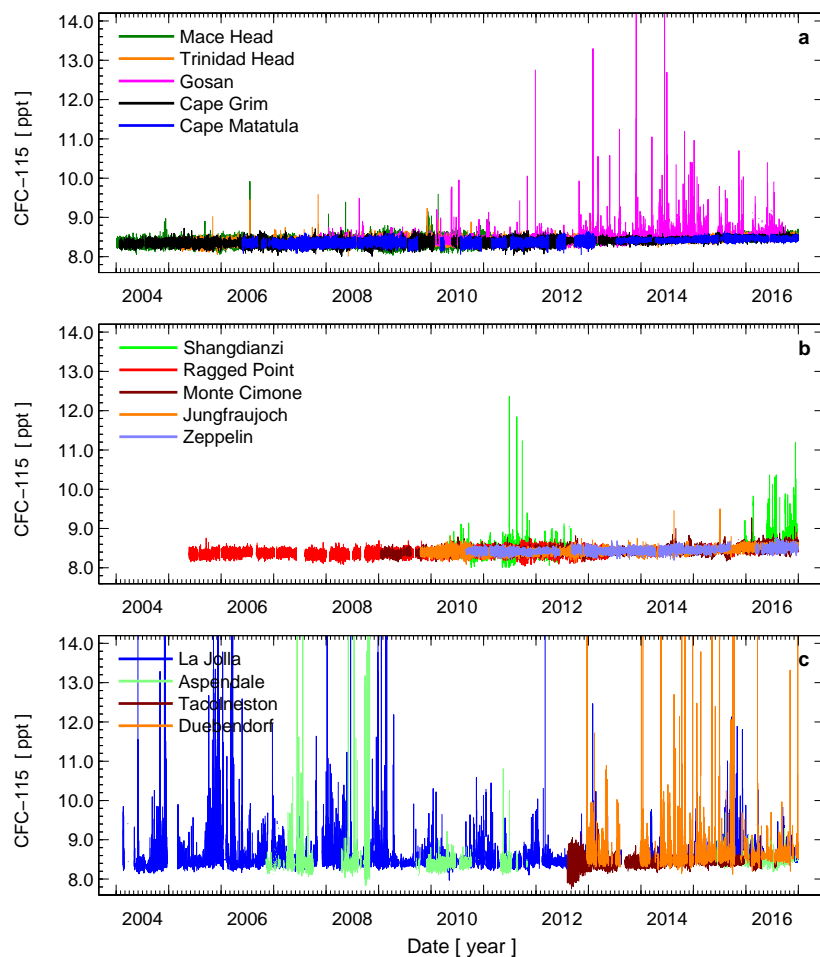 14.0
13.0
12.0
11.0
10.0
9.0
8.0
CFC−115 [ ppt ]
Mace Head
Trinidad Head
Gosan
Cape Grim
Cape Matatula
a
2004 2006 2008 2010 2012 2014 2016
14.0
13.0
12.0
11.0
10.0
9.0
8.0
CFC−115 [ ppt ]
Shangdianzi
Ragged Point
Monte Cimone
Jungfraujoch
Zeppelin
b
2004 2006 2008 2010 2012 2014 2016
14.0
13.0
12.0
11.0
10.0
9.0
8.0
CFC−115 [ ppt ]
La Jolla
Aspendale
Tacolneston
Duebendorf
c
2004 2006 2008 2010 2012 2014 2016
Date [ year ]